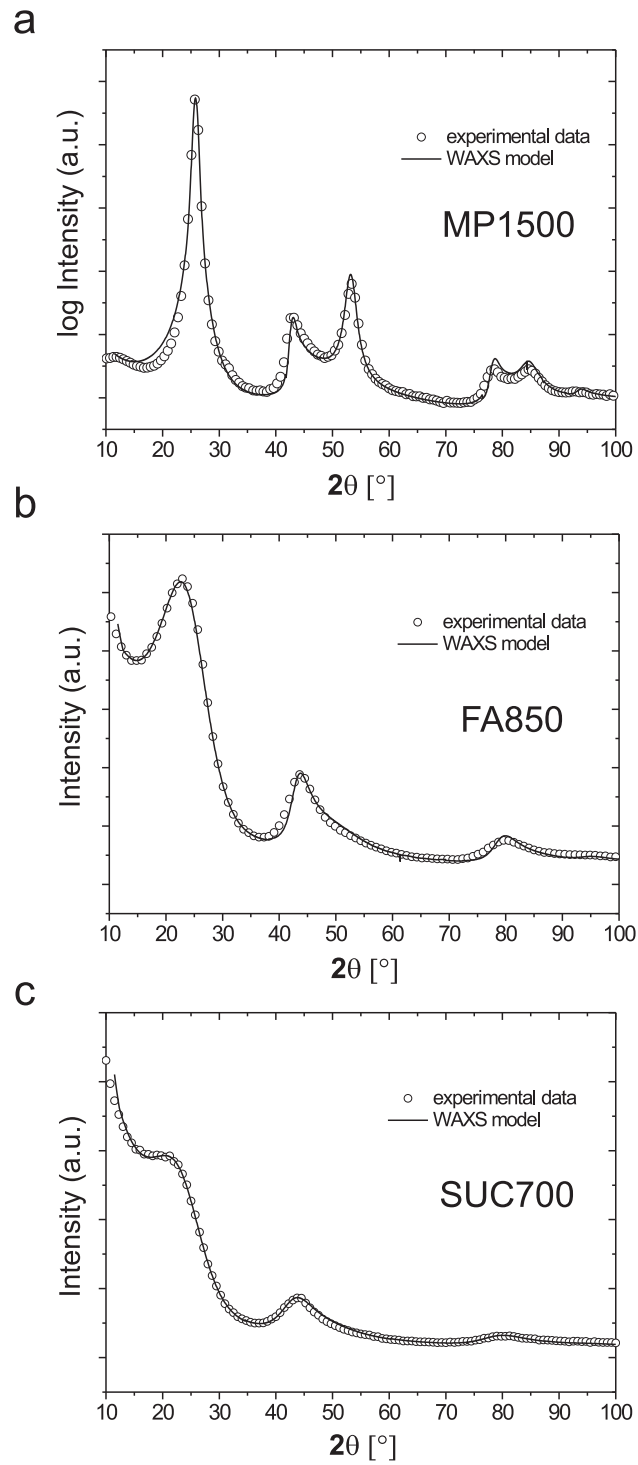 a
log Intensity (a.u.)
experimental data
WAXS model
MP1500
10 20 30 40 50 60 70 80 90 100
2θ [°]
b
Intensity (a.u.)
experimental data
WAXS model
FA850
10 20 30 40 50 60 70 80 90 100
2θ [°]
c
Intensity (a.u.)
experimental data
WAXS model
SUC700
10 20 30 40 50 60 70 80 90 100
2θ [°]